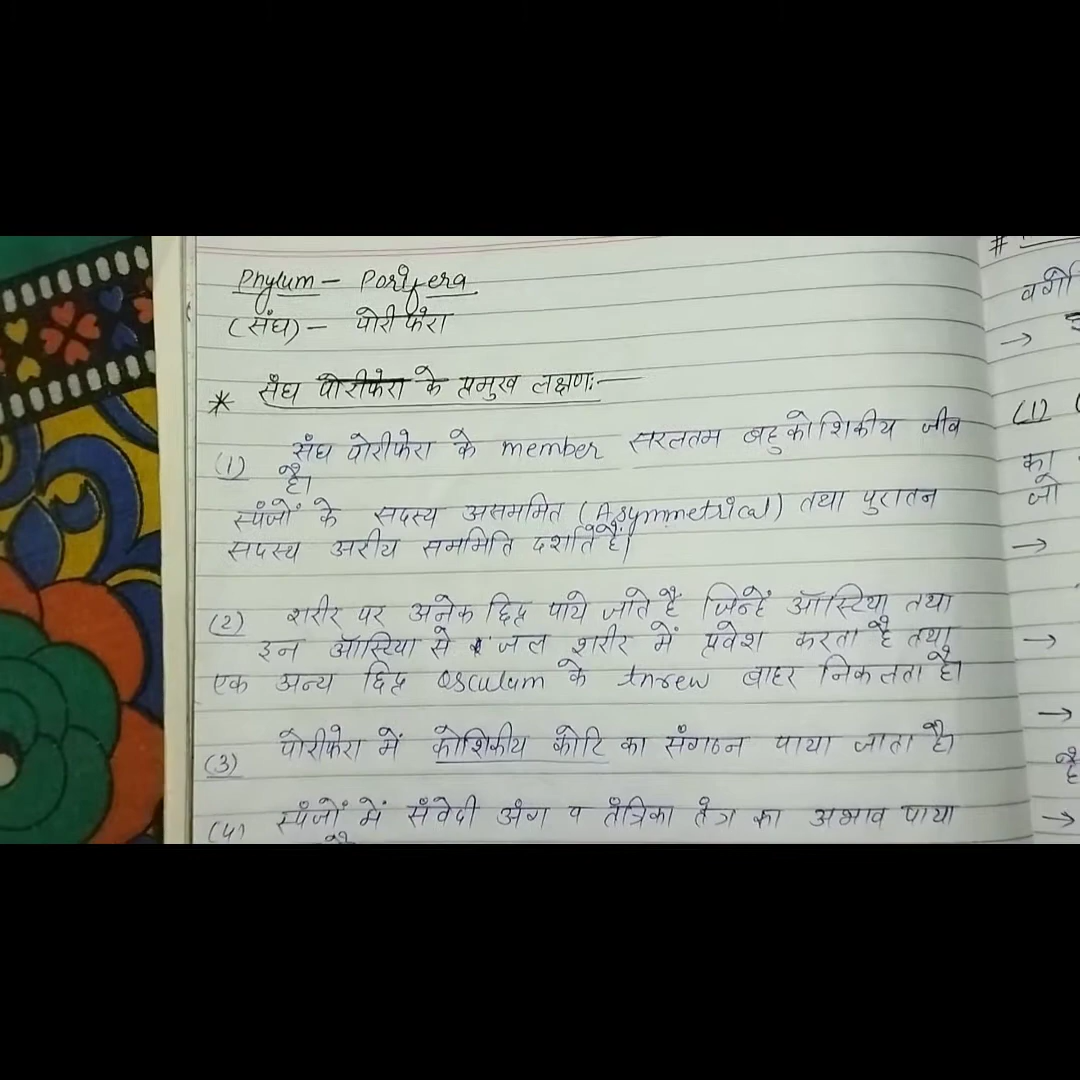 Phylum - Porifera
(संघ) - पोरीफेरा
* संघ पोरीफेरा के प्रमुख लक्षण:-
(1) संघ पोरीफेरा के member सरलतम बहुकोशिकीय जीव
है।
स्पंजों के सदस्य असममित (Asymmetrical) तथा पुरातन
सदस्य अरीय सममिति दर्शाते हैं।
(2) शरीर पर अनेक छिद्र पाये जाते हैं जिन्हें ऑस्टिया तथा
इन ऑस्टिया से जल शरीर में प्रवेश करता है तथा
एक अन्य छिद्र osculum के threw बाहर निकलता है।
(3) पोरीफेरा में कोशिकीय कोटि का संगठन पाया जाता है।
(4) स्पंजों में संवेदी अंग व तंत्रिका तंत्र का अभाव पाया
#
→
(1)
का
जो
→
→
→
है
→